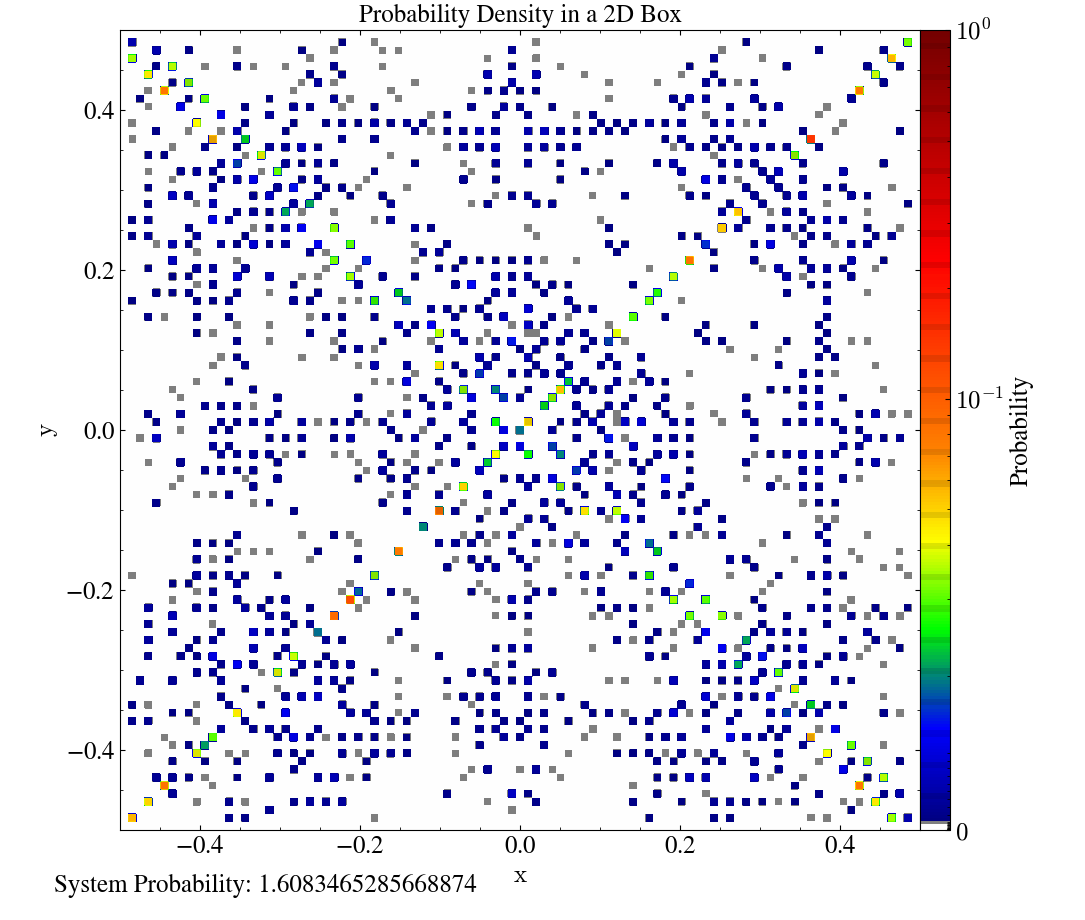 Probability Density in a 2D Box
10⁰
0.4
0.2
y
0.0
10⁻¹
Probability
−0.2
−0.4
0
−0.4 −0.2 0.0 0.2 0.4
x
System Probability: 1.6083465285668874